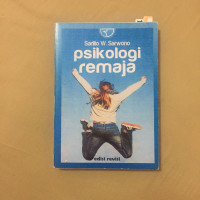 Sarlito W. Sarwono
psikologi
remaja
edisi revisi